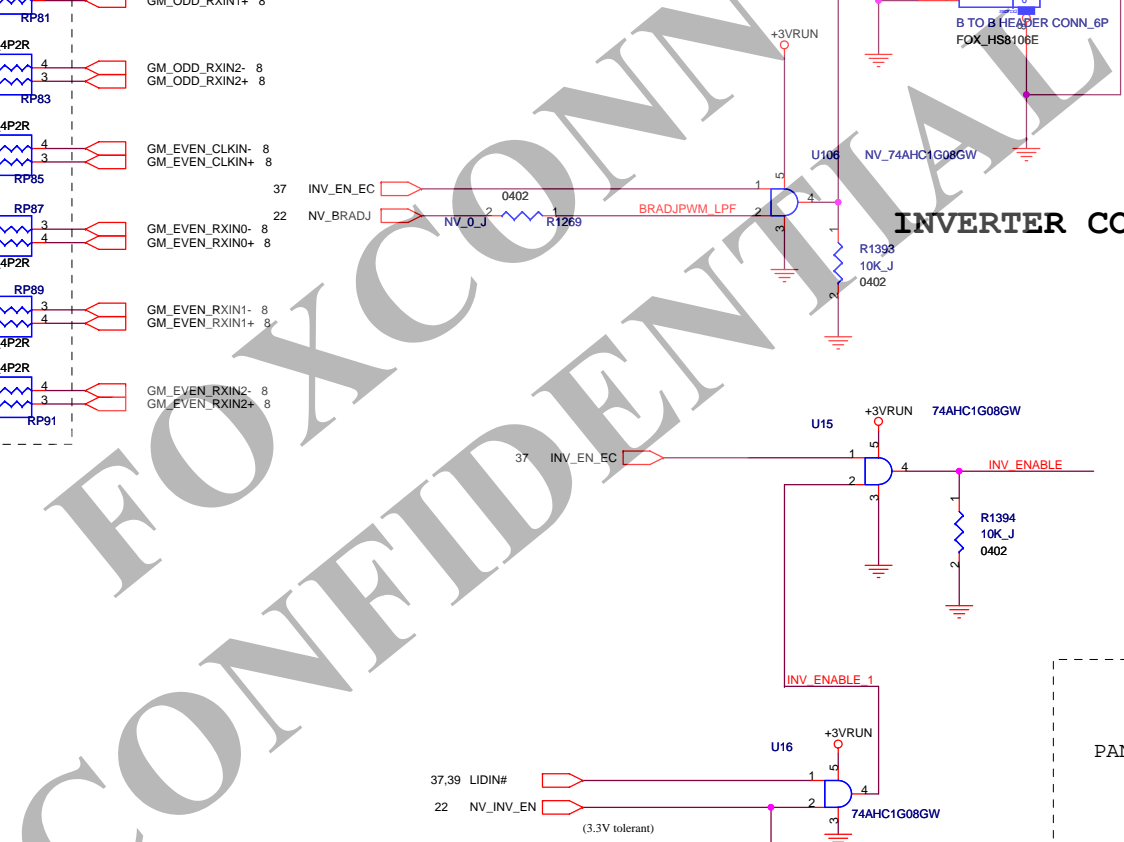 GM_ODD_RXIN1+ 8
RP81
4P2R
4 GM_ODD_RXIN2- 8
3 GM_ODD_RXIN2+ 8
RP83
4P2R
4 GM_EVEN_CLKIN- 8
3 GM_EVEN_CLKIN+ 8
RP85
RP87
3 GM_EVEN_RXIN0- 8
4 GM_EVEN_RXIN0+ 8
4P2R
RP89
3 GM_EVEN_RXIN1- 8
4 GM_EVEN_RXIN1+ 8
4P2R
4P2R
4 GM_EVEN_RXIN2- 8
3 GM_EVEN_RXIN2+ 8
RP91
B TO B HEADER CONN_6P
FOX_HS8106E
+3VRUN
U106 NV_74AHC1G08GW
5
37 INV_EN_EC 1
0402
4
22 NV_BRADJ 2 1 BRADJPWM_LPF 2
NV_0_J R1269
3
INVERTER CO
1
R1393
10K_J
0402
2
+3VRUN 74AHC1G08GW
U15
5
37 INV_EN_EC 1
4 INV_ENABLE
2
3
1
R1394
10K_J
0402
2
INV_ENABLE_1
+3VRUN
U16
5
37,39 LIDIN# 1
4
22 NV_INV_EN 2
74AHC1G08GW
3
(3.3V tolerant)
PAN
FOXCONN
CONFIDENTIAL